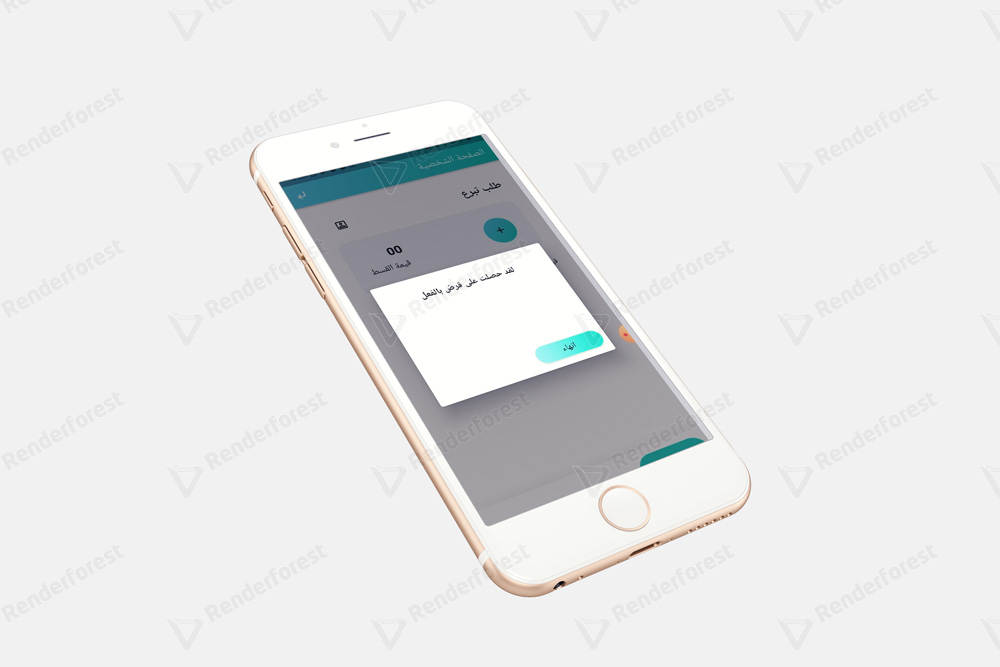 الصفحة الشخصية
طلب تبرع
00
+
قيمة القسط
لقد حصلت على قرض بالفعل
انهاء
Renderforest